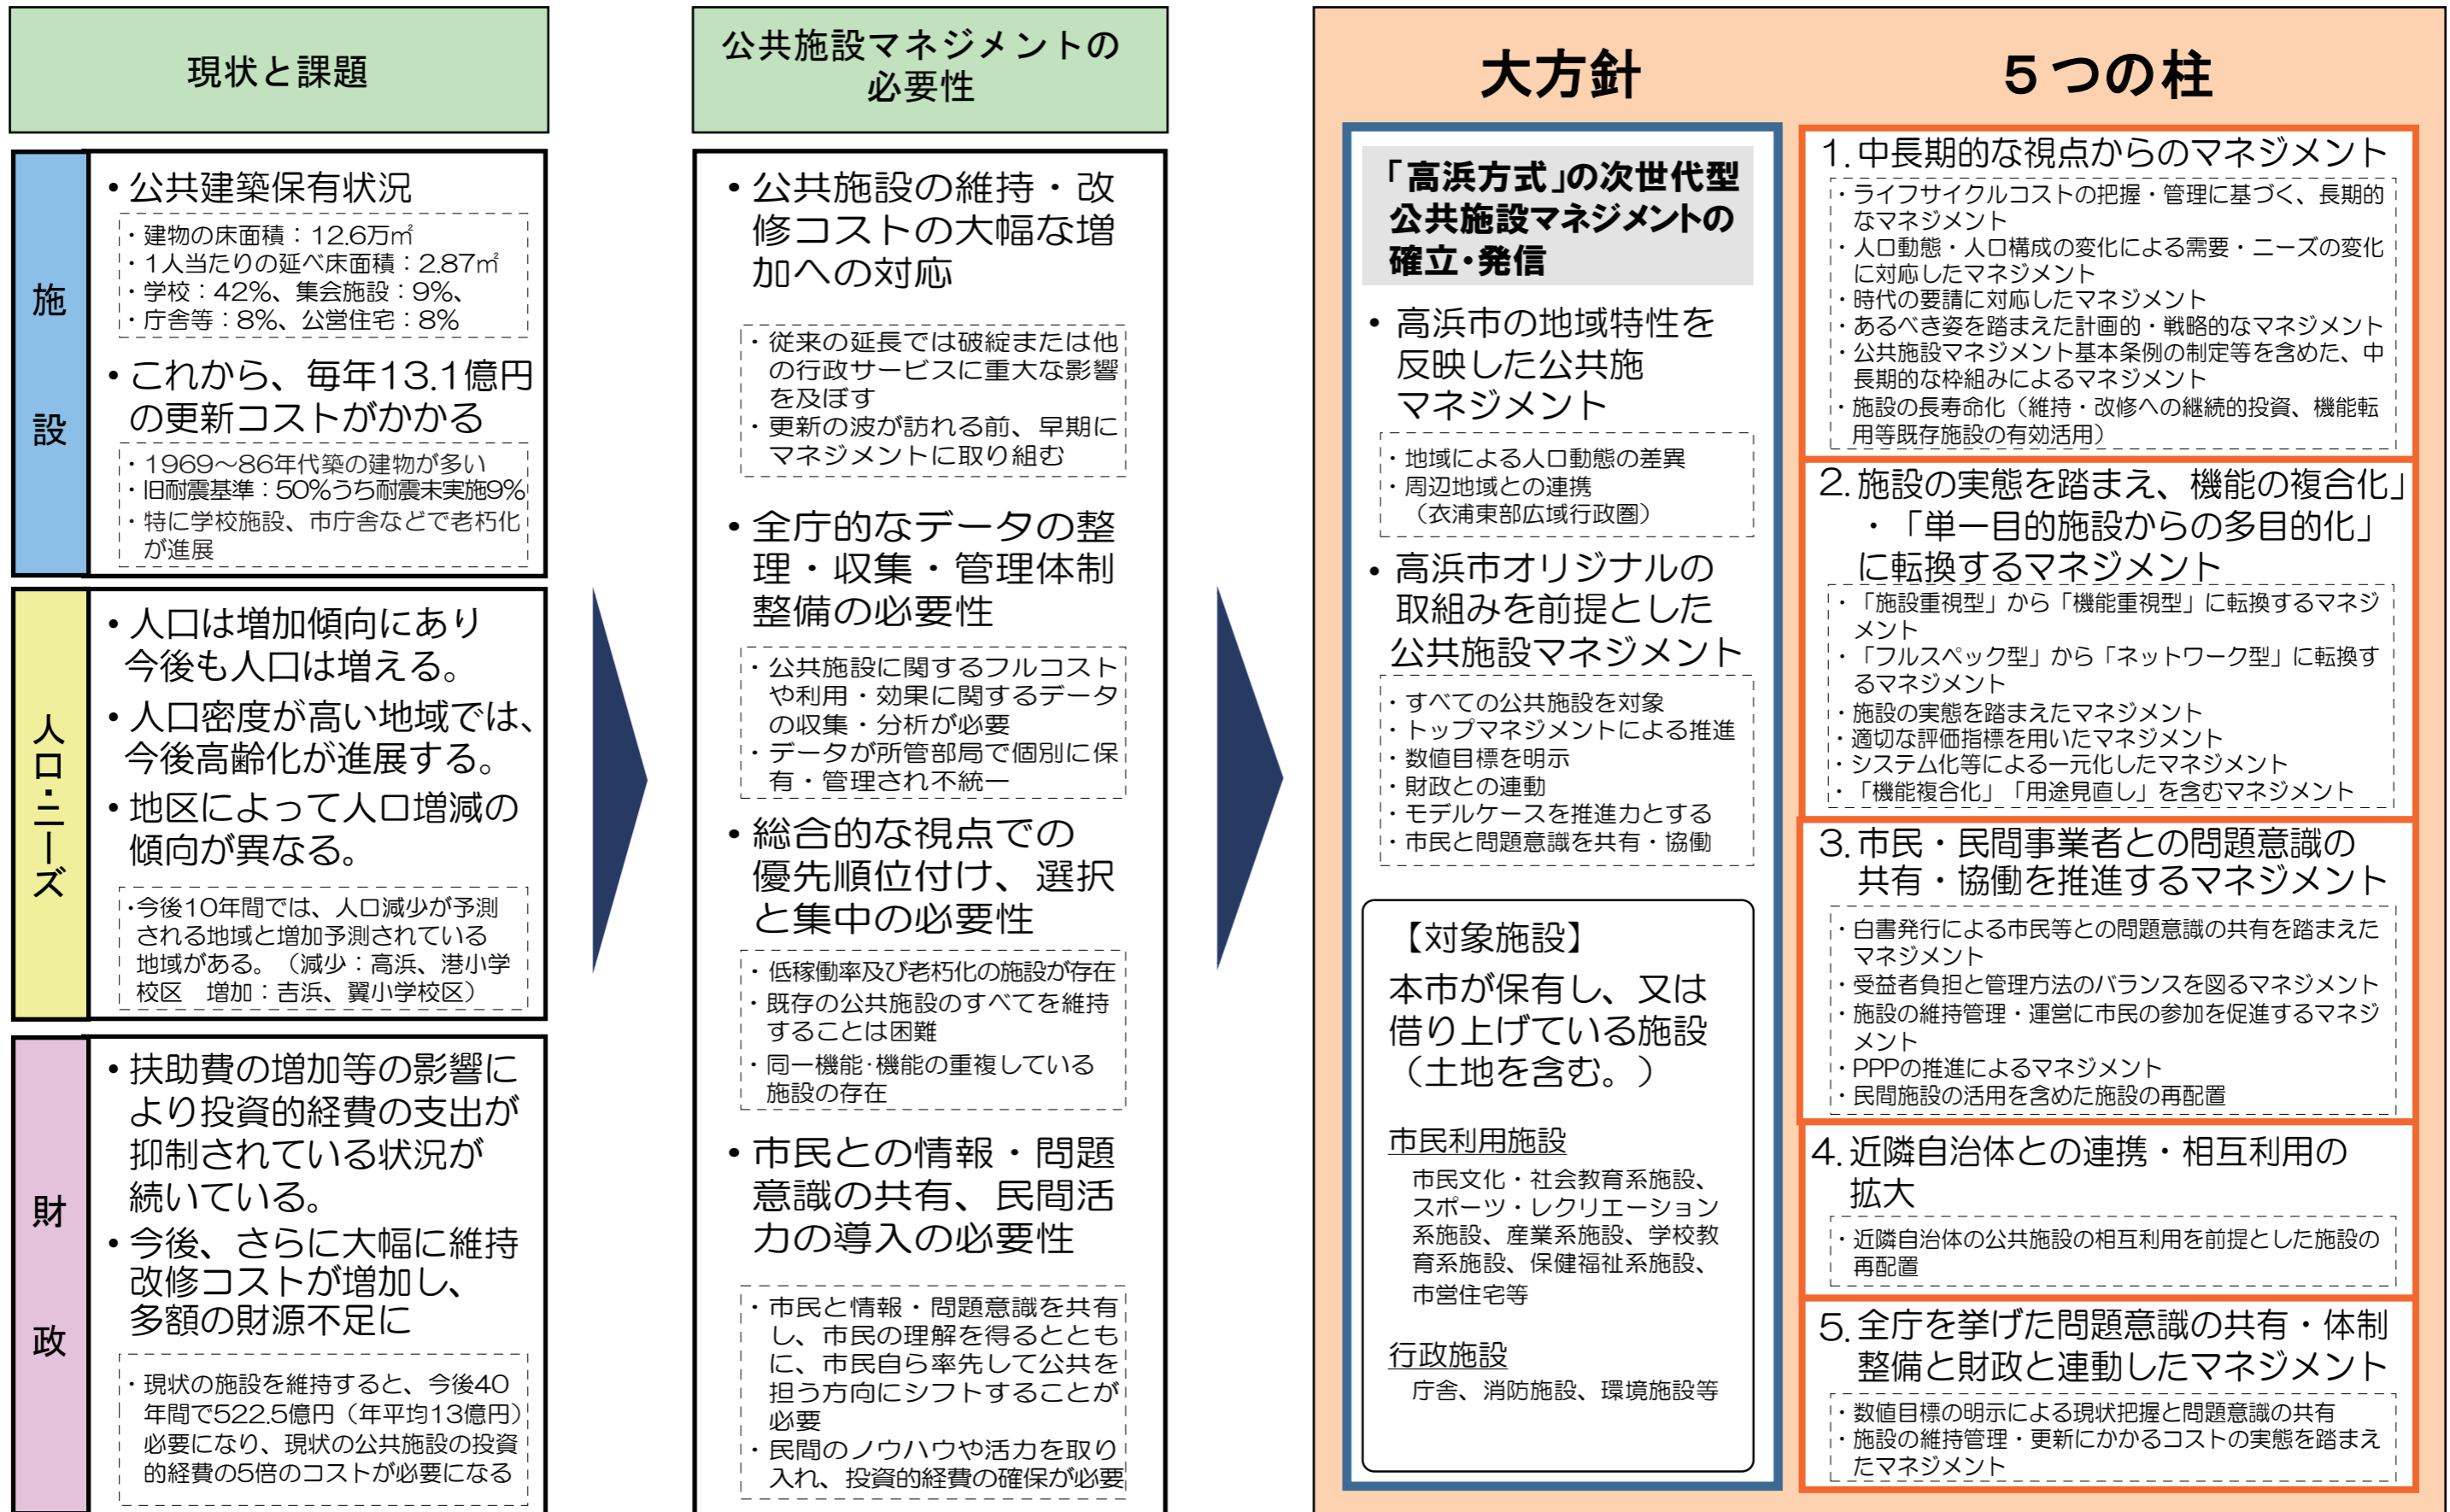 現状と課題
施設
・公共建築保有状況
・建物の床面積：12.6万㎡
・1人当たりの延べ床面積：2.87㎡
・学校：42%、集会施設：9%、
・庁舎等：8%、公営住宅：8%
・これから、毎年13.1億円
の更新コストがかかる
・1969～86年代築の建物が多い
・旧耐震基準：50%うち耐震未実施9%
・特に学校施設、市庁舎などで老朽化
が進展
人口・ニーズ
・人口は増加傾向にあり
今後も人口は増える。
・人口密度が高い地域では、
今後高齢化が進展する。
・地区によって人口増減の
傾向が異なる。
・今後10年間では、人口減少が予測
される地域と増加予測されている
地域がある。（減少：高浜、港小学
校区　増加：吉浜、翼小学校区）
財政
・扶助費の増加等の影響に
より投資的経費の支出が
抑制されている状況が
続いている。
・今後、さらに大幅に維持
改修コストが増加し、
多額の財源不足に
・現状の施設を維持すると、今後40
年間で522.5億円（年平均13億円）
必要になり、現状の公共施設の投資
的経費の5倍のコストが必要になる
公共施設マネジメントの
必要性
・公共施設の維持・改
修コストの大幅な増
加への対応
・従来の延長では破綻または他
の行政サービスに重大な影響
を及ぼす
・更新の波が訪れる前、早期に
マネジメントに取り組む
・全庁的なデータの整
理・収集・管理体制
整備の必要性
・公共施設に関するフルコスト
や利用・効果に関するデータ
の収集・分析が必要
・データが所管部局で個別に保
有・管理され不統一
・総合的な視点での
優先順位付け、選択
と集中の必要性
・低稼働率及び老朽化の施設が存在
・既存の公共施設のすべてを維持
することは困難
・同一機能・機能の重複している
施設の存在
・市民との情報・問題
意識の共有、民間活
力の導入の必要性
・市民と情報・問題意識を共有
し、市民の理解を得るととも
に、市民自ら率先して公共を
担う方向にシフトすることが
必要
・民間のノウハウや活力を取り
入れ、投資的経費の確保が必要
大方針
「高浜方式」の次世代型
公共施設マネジメントの
確立・発信
・高浜市の地域特性を
反映した公共施
マネジメント
・地域による人口動態の差異
・周辺地域との連携
（衣浦東部広域行政圏）
・高浜市オリジナルの
取組みを前提とした
公共施設マネジメント
・すべての公共施設を対象
・トップマネジメントによる推進
・数値目標を明示
・財政との連動
・モデルケースを推進力とする
・市民と問題意識を共有・協働
【対象施設】
本市が保有し、又は
借り上げている施設
（土地を含む。）
市民利用施設
市民文化・社会教育系施設、
スポーツ・レクリエーション
系施設、産業系施設、学校教
育系施設、保健福祉系施設、
市営住宅等
行政施設
庁舎、消防施設、環境施設等
５つの柱
1.中長期的な視点からのマネジメント
・ライフサイクルコストの把握・管理に基づく、長期的
なマネジメント
・人口動態・人口構成の変化による需要・ニーズの変化
に対応したマネジメント
・時代の要請に対応したマネジメント
・あるべき姿を踏まえた計画的・戦略的なマネジメント
・公共施設マネジメント基本条例の制定等を含めた、中
長期的な枠組みによるマネジメント
・施設の長寿命化（維持・改修への継続的投資、機能転
用等既存施設の有効活用）
2.施設の実態を踏まえ、機能の複合化」
・「単一目的施設からの多目的化」
に転換するマネジメント
・「施設重視型」から「機能重視型」に転換するマネジ
メント
・「フルスペック型」から「ネットワーク型」に転換す
るマネジメント
・施設の実態を踏まえたマネジメント
・適切な評価指標を用いたマネジメント
・システム化等による一元化したマネジメント
・「機能複合化」「用途見直し」を含むマネジメント
3.市民・民間事業者との問題意識の
共有・協働を推進するマネジメント
・白書発行による市民等との問題意識の共有を踏まえた
マネジメント
・受益者負担と管理方法のバランスを図るマネジメント
・施設の維持管理・運営に市民の参加を促進するマネジ
メント
・PPPの推進によるマネジメント
・民間施設の活用を含めた施設の再配置
4.近隣自治体との連携・相互利用の
拡大
・近隣自治体の公共施設の相互利用を前提とした施設の
再配置
5.全庁を挙げた問題意識の共有・体制
整備と財政と連動したマネジメント
・数値目標の明示による現状把握と問題意識の共有
・施設の維持管理・更新にかかるコストの実態を踏まえ
たマネジメント